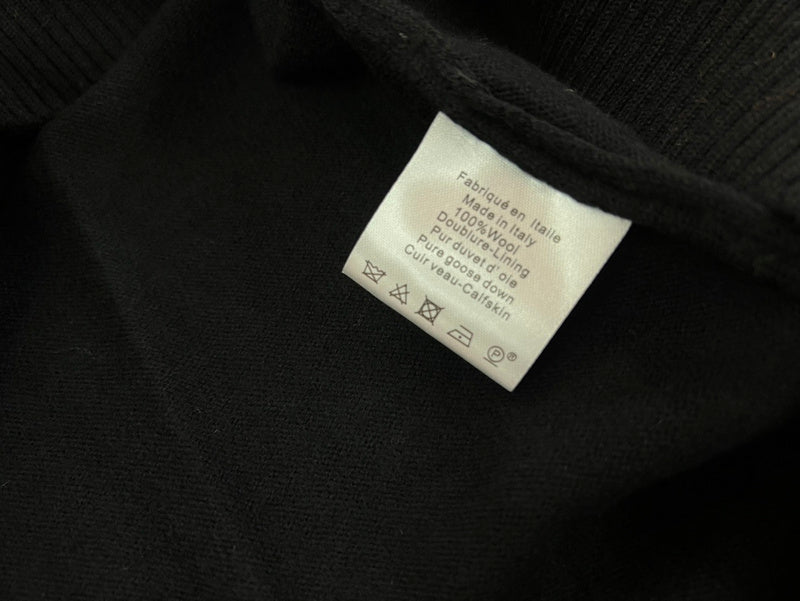 Fabriqué en Italie
Made in Italy
100%Wool
Doublure-Lining
Pur duvet d'oie
Pure goose down
Cuir veau-Calfskin
P®